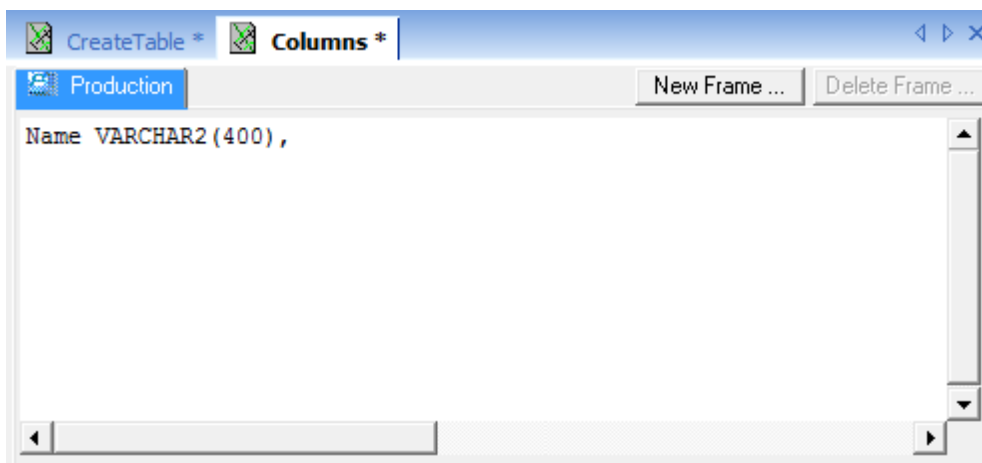 CreateTable * Columns *
Production New Frame ... Delete Frame ...
Name VARCHAR2(400),